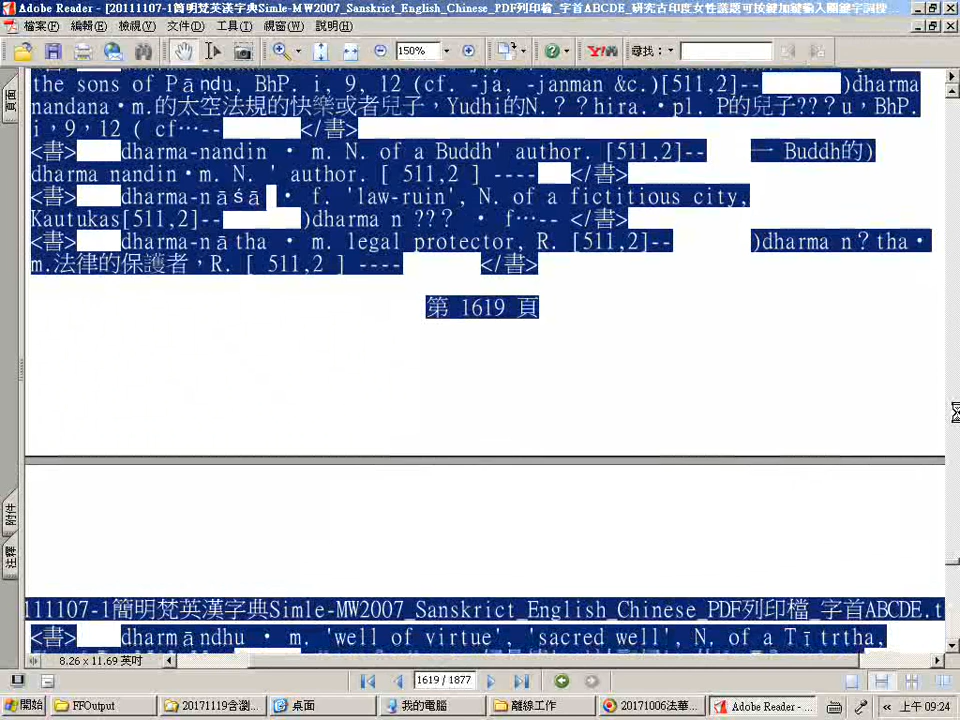 Adobe Reader - [20111107-1簡明梵英漢字典Simle-MW2007_Sanskrict_English_Chinese_PDF列印檔_字首ABCDE_研究古印度女性議題可按鍵加鍵輸入關鍵字詞搜
檔案(F) 編輯(E) 檢視(V) 文件(D) 工具(T) 視窗(W) 說明(H)
150% 尋找：
頁面
the sons of Pāṇḍu, BhP. i, 9, 12 (cf. -ja, -janman &c.)[511,2]-- )dharma
nandana‧m.的太空法規的快樂或者兒子，Yudhi的N.？？hira.‧pl. P的兒子???u，BhP.
i，9，12 ( cf…-- </書>
<書> dharma-nandin ‧ m. N. of a Buddh' author. [511,2]-- 一 Buddh的)
dharma nandin‧m. N. ' author. [ 511,2 ] ---- </書>
<書> dharma-nāśā ‧ f. 'law-ruin', N. of a fictitious city,
Kautukas[511,2]-- )dharma n ??？ ‧ f…-- </書>
<書> dharma-nātha ‧ m. legal protector, R. [511,2]-- )dharma n？tha‧
m.法律的保護者，R. [ 511,2 ] ---- </書>
第 1619 頁
附件
注釋
111107-1簡明梵英漢字典Simle-MW2007_Sanskrict_English_Chinese_PDF列印檔_字首ABCDE.t
<書> dharmāndhu ‧ m. 'well of virtue', 'sacred well', N. of a Tīrtha,
8.26 x 11.69 英吋
1619 / 1877
開始 FFOutput 20171119含瀏... 桌面 我的電腦 離線工作 20171006法華... Adobe Reader - ... 上午 09:24